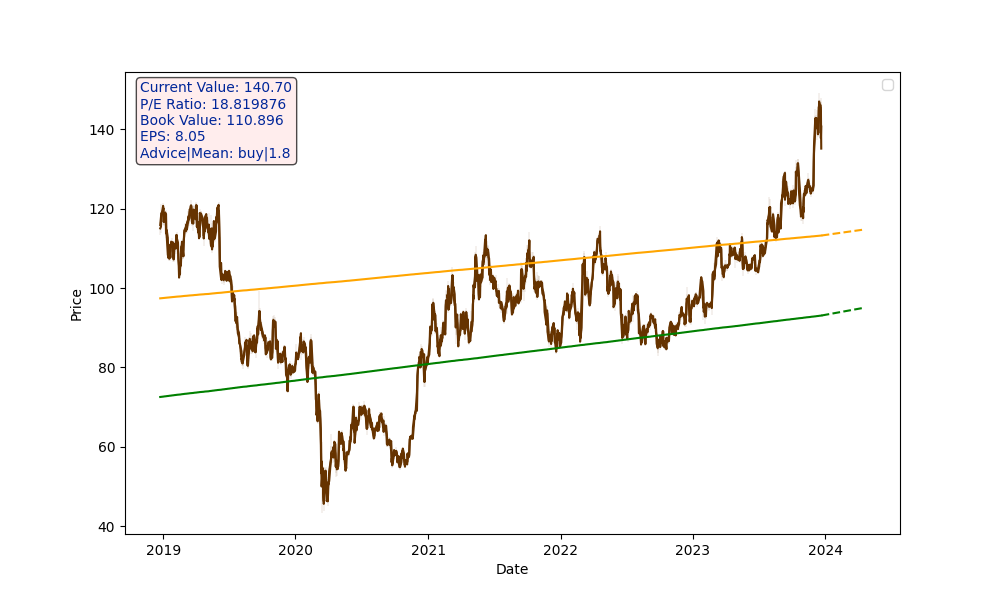 Current Value: 140.70
P/E Ratio: 18.819876
Book Value: 110.896
EPS: 8.05
Advice|Mean: buy|1.8
140
120
100
80
60
40
Price
2019 2020 2021 2022 2023 2024
Date